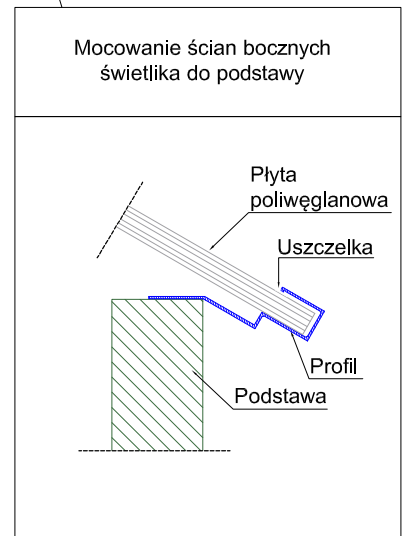 Mocowanie ścian bocznych
świetlika do podstawy
Płyta
poliwęglanowa
Uszczelka
Profil
Podstawa